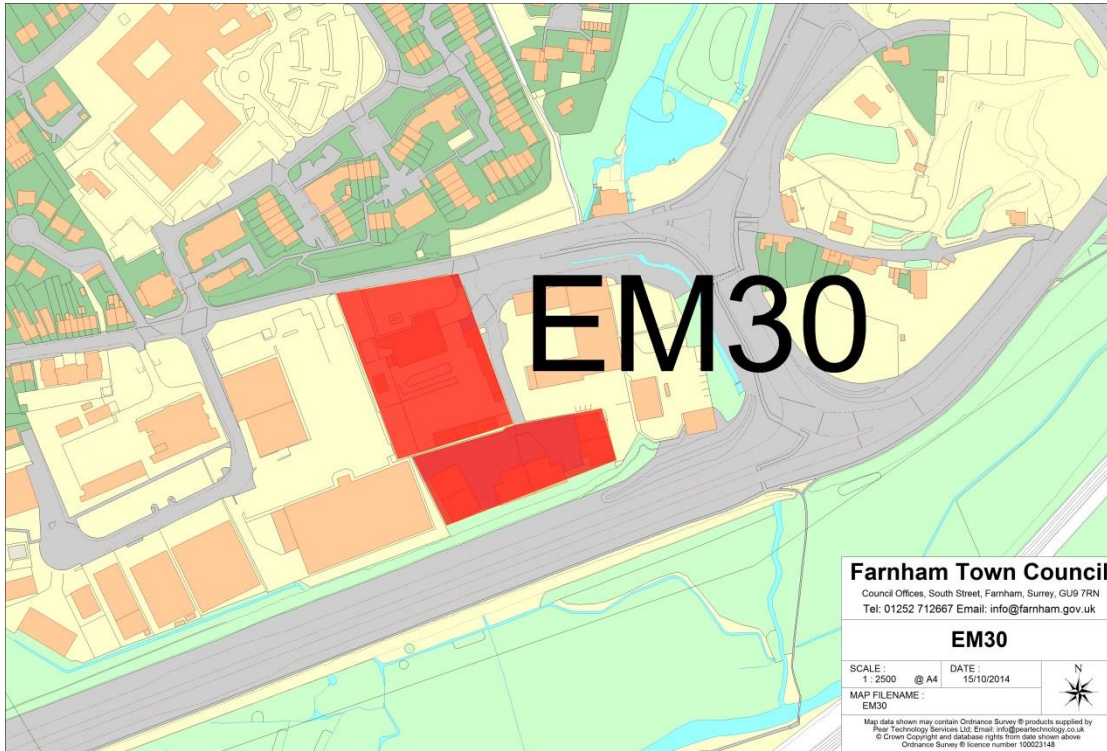 EM30
Farnham Town Council
Council Offices, South Street, Farnham, Surrey, GU9 7RN
Tel: 01252 712667 Email: info@farnham.gov.uk
EM30
SCALE :
1 : 2500 @ A4
DATE :
15/10/2014
MAP FILENAME :
EM30
N
Map data shown may contain Ordnance Survey ® products supplied by
Pear Technology Services Ltd; Email: info@peartechnology.co.uk
© Crown Copyright and database rights from date shown above
Ordnance Survey ® licence number 100023148